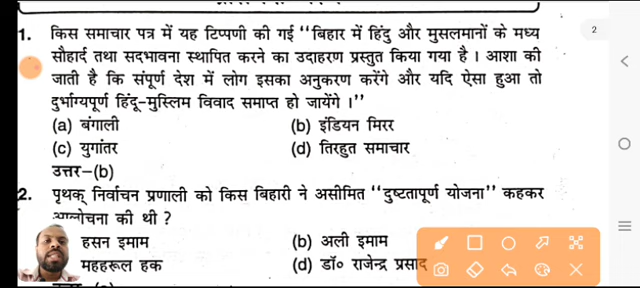 1. किस समाचार पत्र में यह टिप्पणी की गई ‘‘बिहार में हिंदु और मुसलमानों के मध्य
सौहार्द तथा सदभावना स्थापित करने का उदाहरण प्रस्तुत किया गया है। आशा की
जाती है कि संपूर्ण देश में लोग इसका अनुकरण करेंगे और यदि ऐसा हुआ तो
दुर्भाग्यपूर्ण हिंदू-मुस्लिम विवाद समाप्त हो जायेंगे।’’
(a) बंगाली (b) इंडियन मिरर
(c) युगांतर (d) तिरहुत समाचार
उत्तर–(b)
2. पृथक् निर्वाचन प्रणाली को किस बिहारी ने असीमित ‘‘दुष्टतापूर्ण योजना’’ कहकर
आलोचना की थी ?
हसन इमाम (b) अली इमाम
महहरूल हक (d) डॉ० राजेन्द्र प्रसाद
2